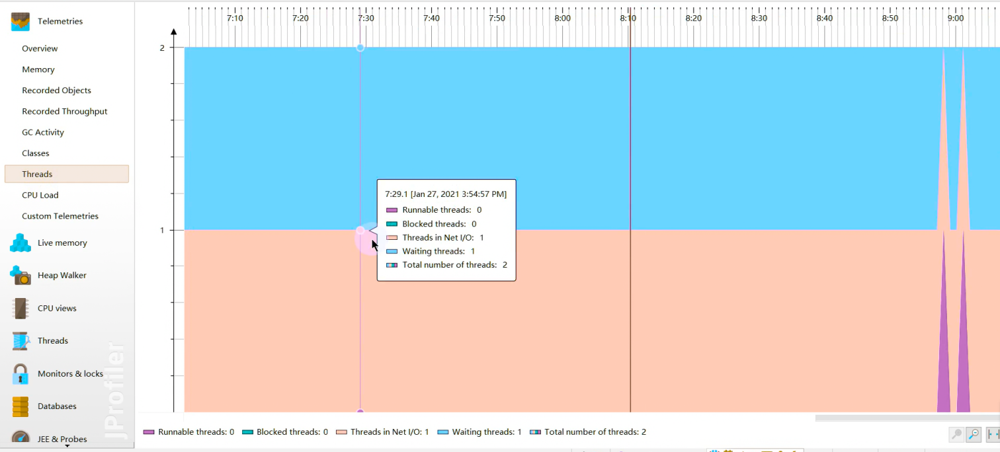 Telemetries
Overview
Memory
Recorded Objects
Recorded Throughput
GC Activity
Classes
Threads
CPU Load
Custom Telemetries
Live memory
Heap Walker
CPU views
Threads
Monitors & locks
Databases
JEE & Probes
JProfiler
7:10 7:20 7:30 7:40 7:50 8:00 8:10 8:20 8:30 8:40 8:50 9:00
2
1
7:29.1 [Jan 27, 2021 3:54:57 PM]
Runnable threads: 0
Blocked threads: 0
Threads in Net I/O: 1
Waiting threads: 1
Total number of threads: 2
Runnable threads: 0 Blocked threads: 0 Threads in Net I/O: 1 Waiting threads: 1 Total number of threads: 2